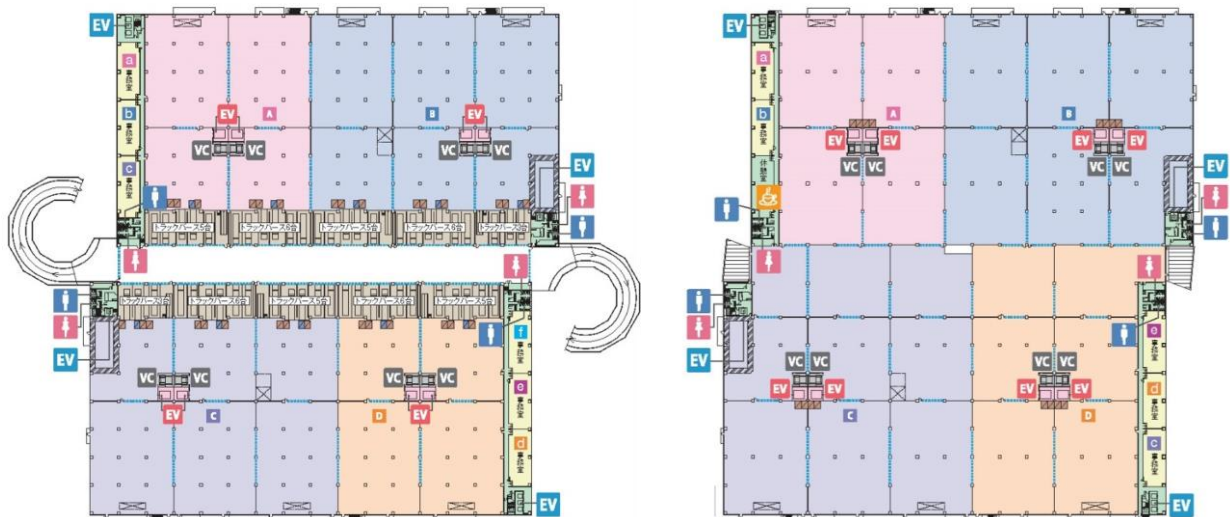 EV
a 事務室
b 事務室
c 事務室
EV
A
EV
B
VC VC
VC VC
EV
トラックバース5台
トラックバース6台
トラックバース5台
トラックバース6台
トラックバース3台
トラックバース3台
トラックバース6台
トラックバース5台
トラックバース6台
トラックバース5台
EV
VC VC
VC VC
EV
C
D
EV
f 事務室
e 事務室
d 事務室
EV
EV
a 事務室
b 事務室
休憩室
A
EV EV
VC VC
B
EV EV
VC VC
EV
EV
VC VC
EV EV
C
VC VC
EV EV
D
e 事務室
d 事務室
c 事務室
EV